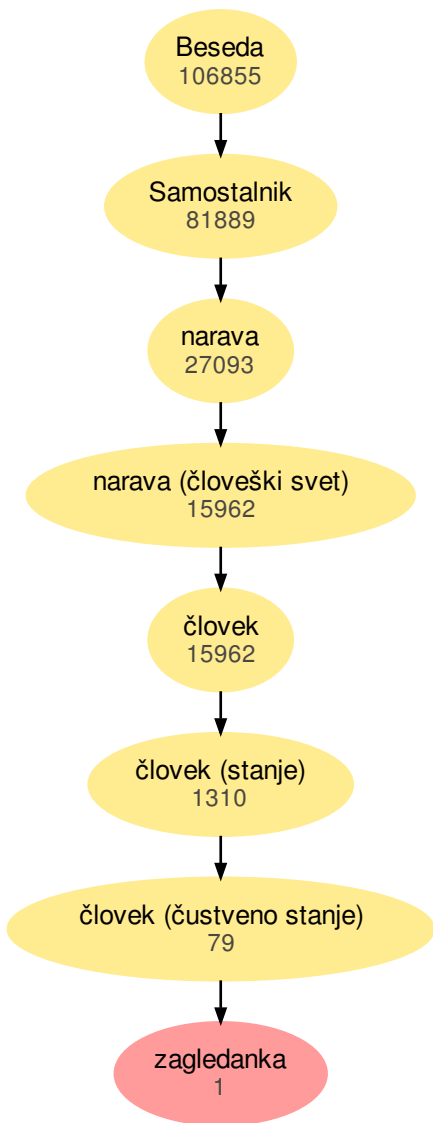 Beseda
106855
Samostalnik
81889
narava
27093
narava (človeški svet)
15962
človek
15962
človek (stanje)
1310
človek (čustveno stanje)
79
zagledanka
1